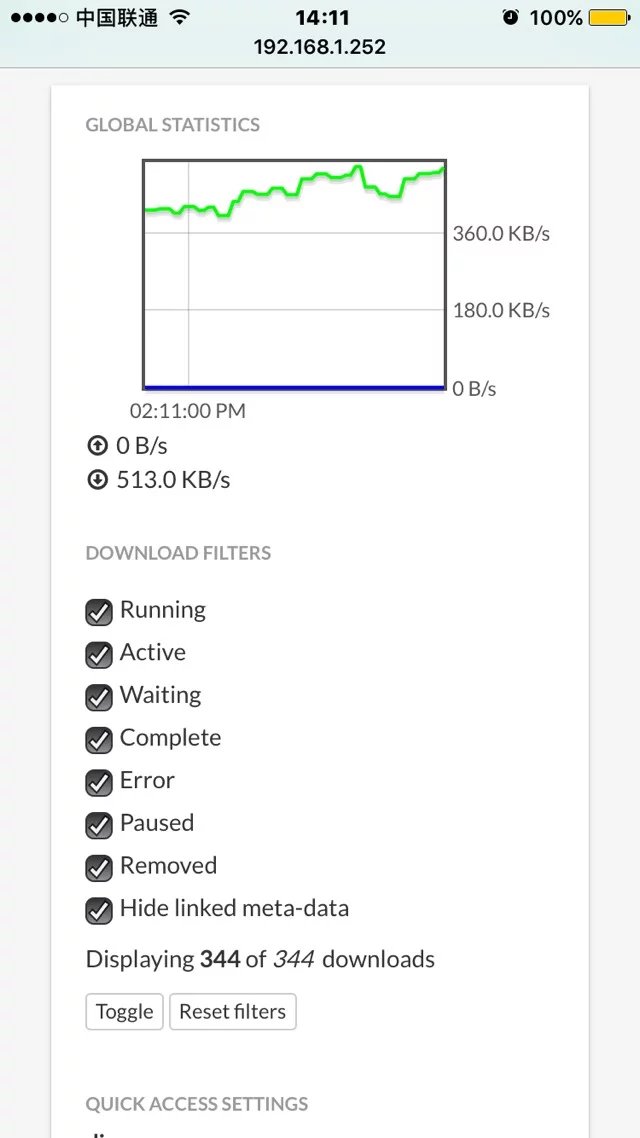 中国联通 14:11 100%
192.168.1.252
GLOBAL STATISTICS
360.0 KB/s
180.0 KB/s
0 B/s
02:11:00 PM
0 B/s
513.0 KB/s
DOWNLOAD FILTERS
Running
Active
Waiting
Complete
Error
Paused
Removed
Hide linked meta-data
Displaying 344 of 344 downloads
Toggle Reset filters
QUICK ACCESS SETTINGS